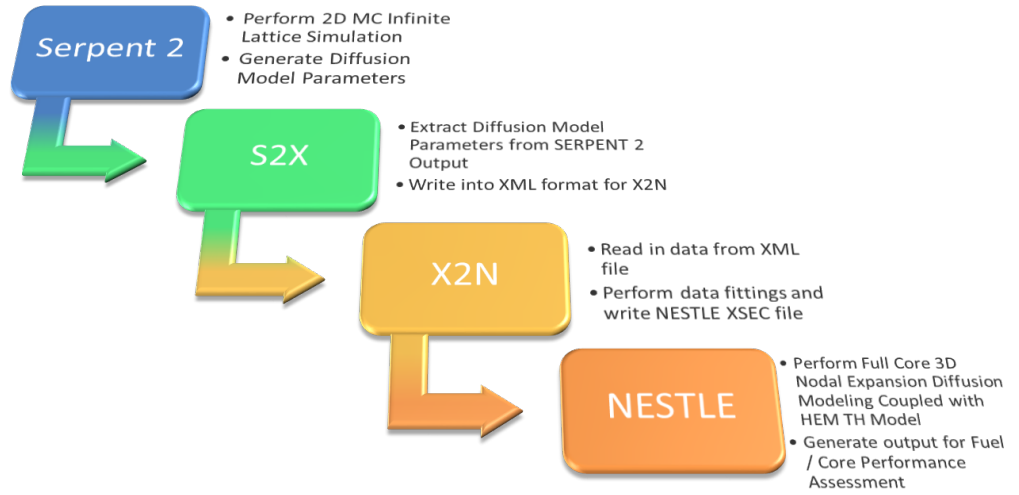 Serpent 2
• Perform 2D MC Infinite
Lattice Simulation
• Generate Diffusion
Model Parameters
S2X
• Extract Diffusion Model
Parameters from SERPENT 2
Output
• Write into XML format for X2N
X2N
• Read in data from XML
file
• Perform data fittings and
write NESTLE XSEC file
NESTLE
• Perform Full Core 3D
Nodal Expansion Diffusion
Modeling Coupled with
HEM TH Model
• Generate output for Fuel
/ Core Performance
Assessment